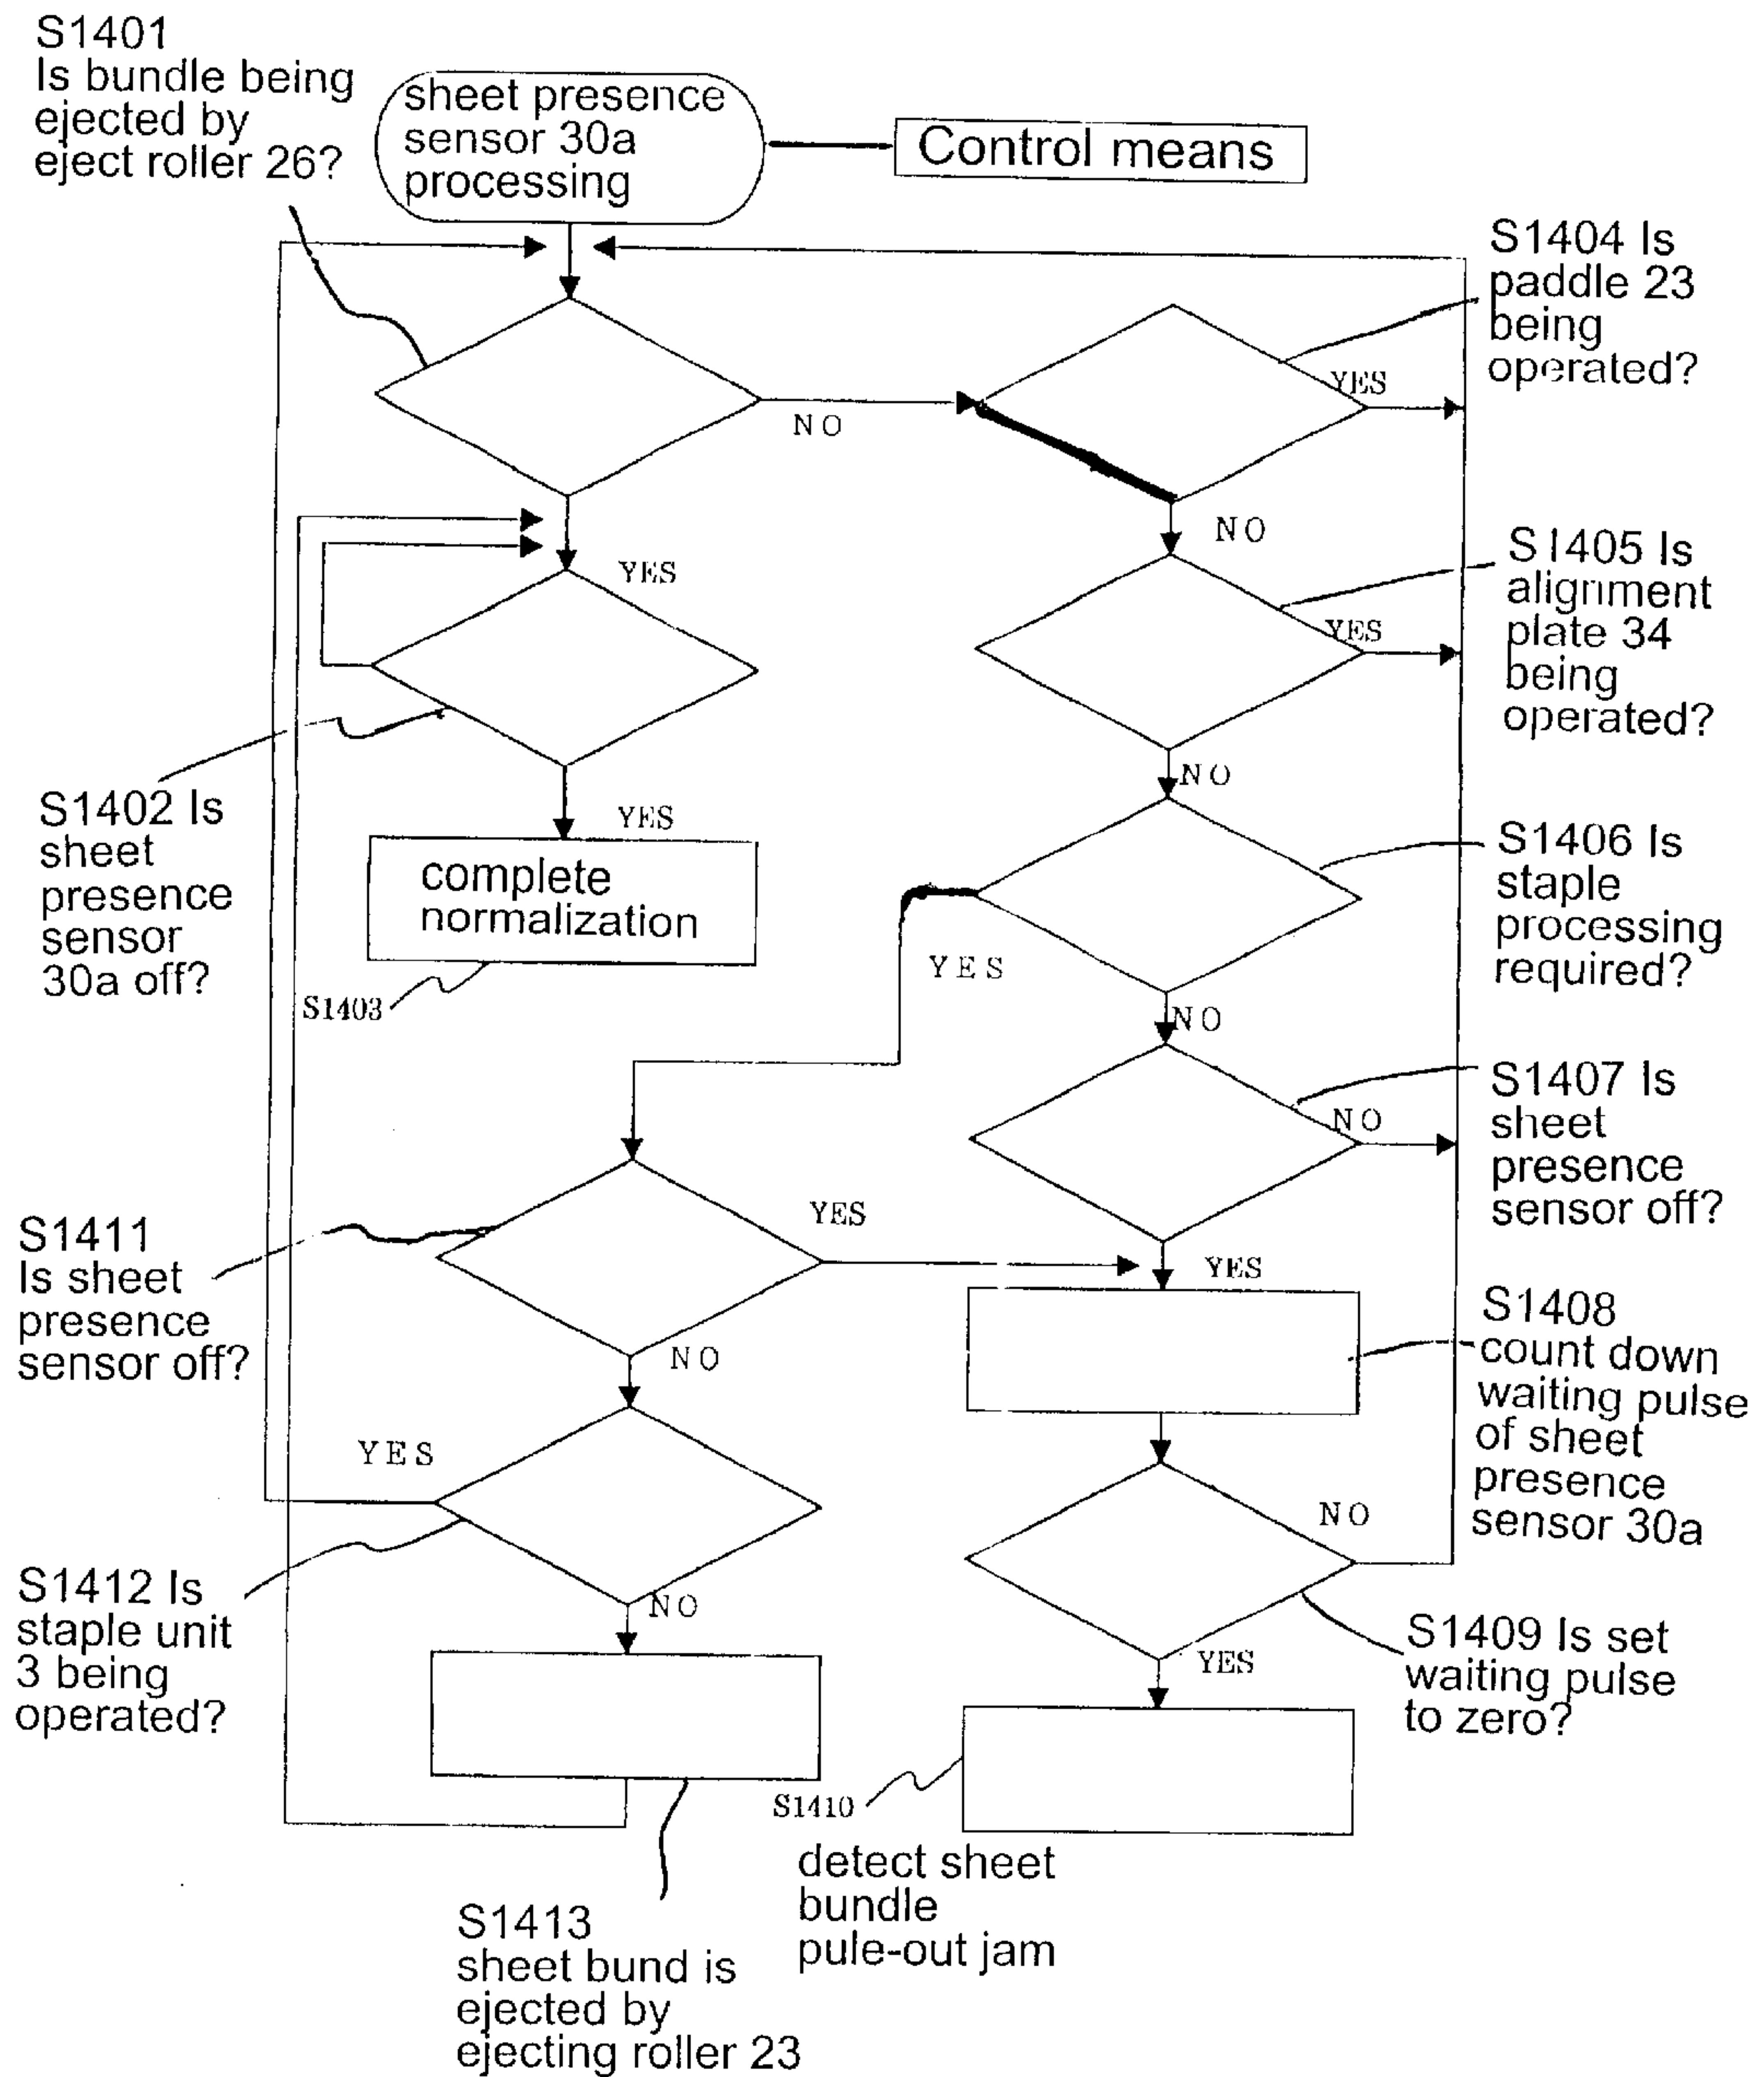 S1401
Is bundle being
ejected by
eject roller 26?
sheet presence
sensor 30a
processing
Control means
S1404 Is
paddle 23
being
operated?
YES
NO
NO
YES
S1405 Is
alignment
plate 34
being
operated?
YES
NO
S1402 Is
sheet
presence
sensor
30a off?
YES
complete
normalization
S1403
S1406 Is
staple
processing
required?
YES
NO
S1407 Is
sheet
presence
sensor off?
NO
YES
S1411
Is sheet
presence
sensor off?
YES
NO
S1408
count down
waiting pulse
of sheet
presence
sensor 30a
YES
NO
S1412 Is
staple unit
3 being
operated?
NO
S1409 Is set
waiting pulse
to zero?
YES
S1410
detect sheet
bundle
pule-out jam
S1413
sheet bund is
ejected by
ejecting roller 23